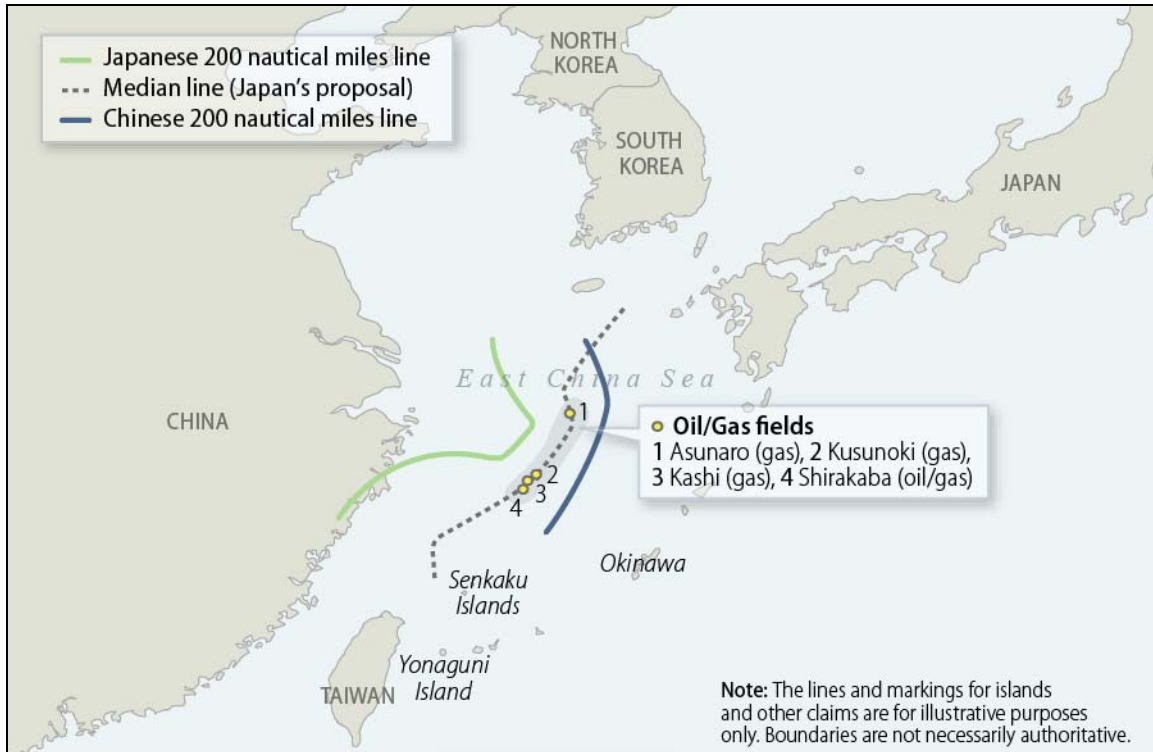 Japanese 200 nautical miles line
Median line (Japan's proposal)
Chinese 200 nautical miles line
NORTH
KOREA
SOUTH
KOREA
JAPAN
East China Sea
CHINA
1
Oil/Gas fields
1 Asunaro (gas), 2 Kusunoki (gas),
3 Kashi (gas), 4 Shirakaba (oil/gas)
2
3
4
Okinawa
Senkaku
Islands
Yonaguni
Island
TAIWAN
Note: The lines and markings for islands
and other claims are for illustrative purposes
only. Boundaries are not necessarily authoritative.